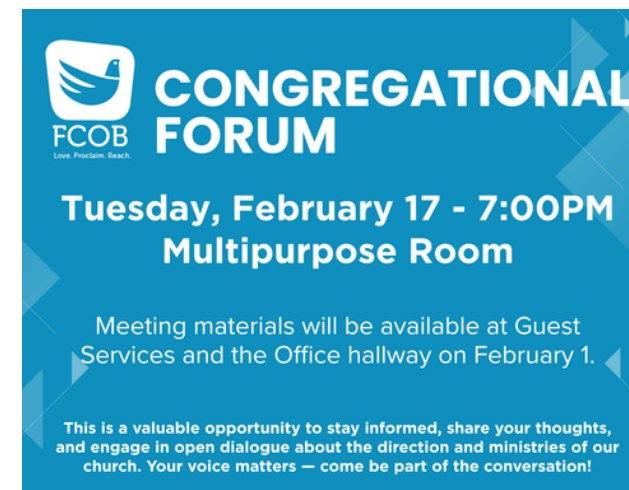 CONGREGATIONAL
FORUM
FCOB
Love. Proclaim. Reach.
Tuesday, February 17 - 7:00PM
Multipurpose Room
Meeting materials will be available at Guest
Services and the Office hallway on February 1.
This is a valuable opportunity to stay informed, share your thoughts,
and engage in open dialogue about the direction and ministries of our
church. Your voice matters — come be part of the conversation!